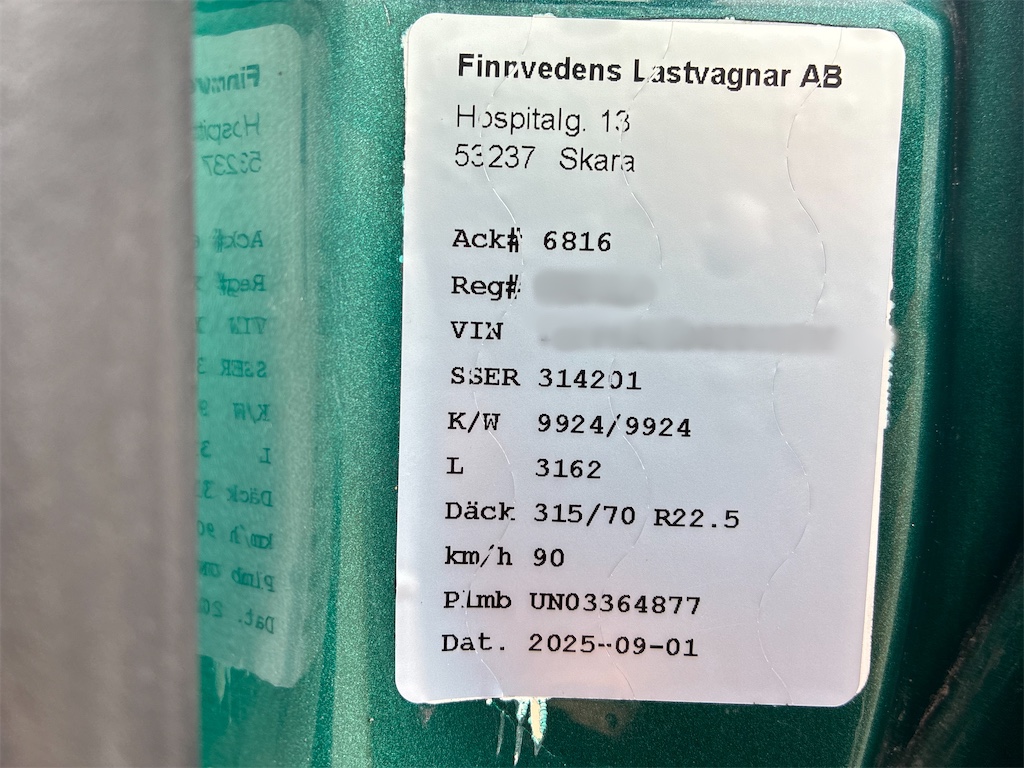 Finnvedens Lastvagnar AB
Hospitalg. 13
53237 Skara
Ack# 6816
Reg#
VIN
SSER 314201
K/W 9924/9924
L 3162
Däck 315/70 R22.5
km/h 90
Plmb UN03364877
Dat. 2025-09-01